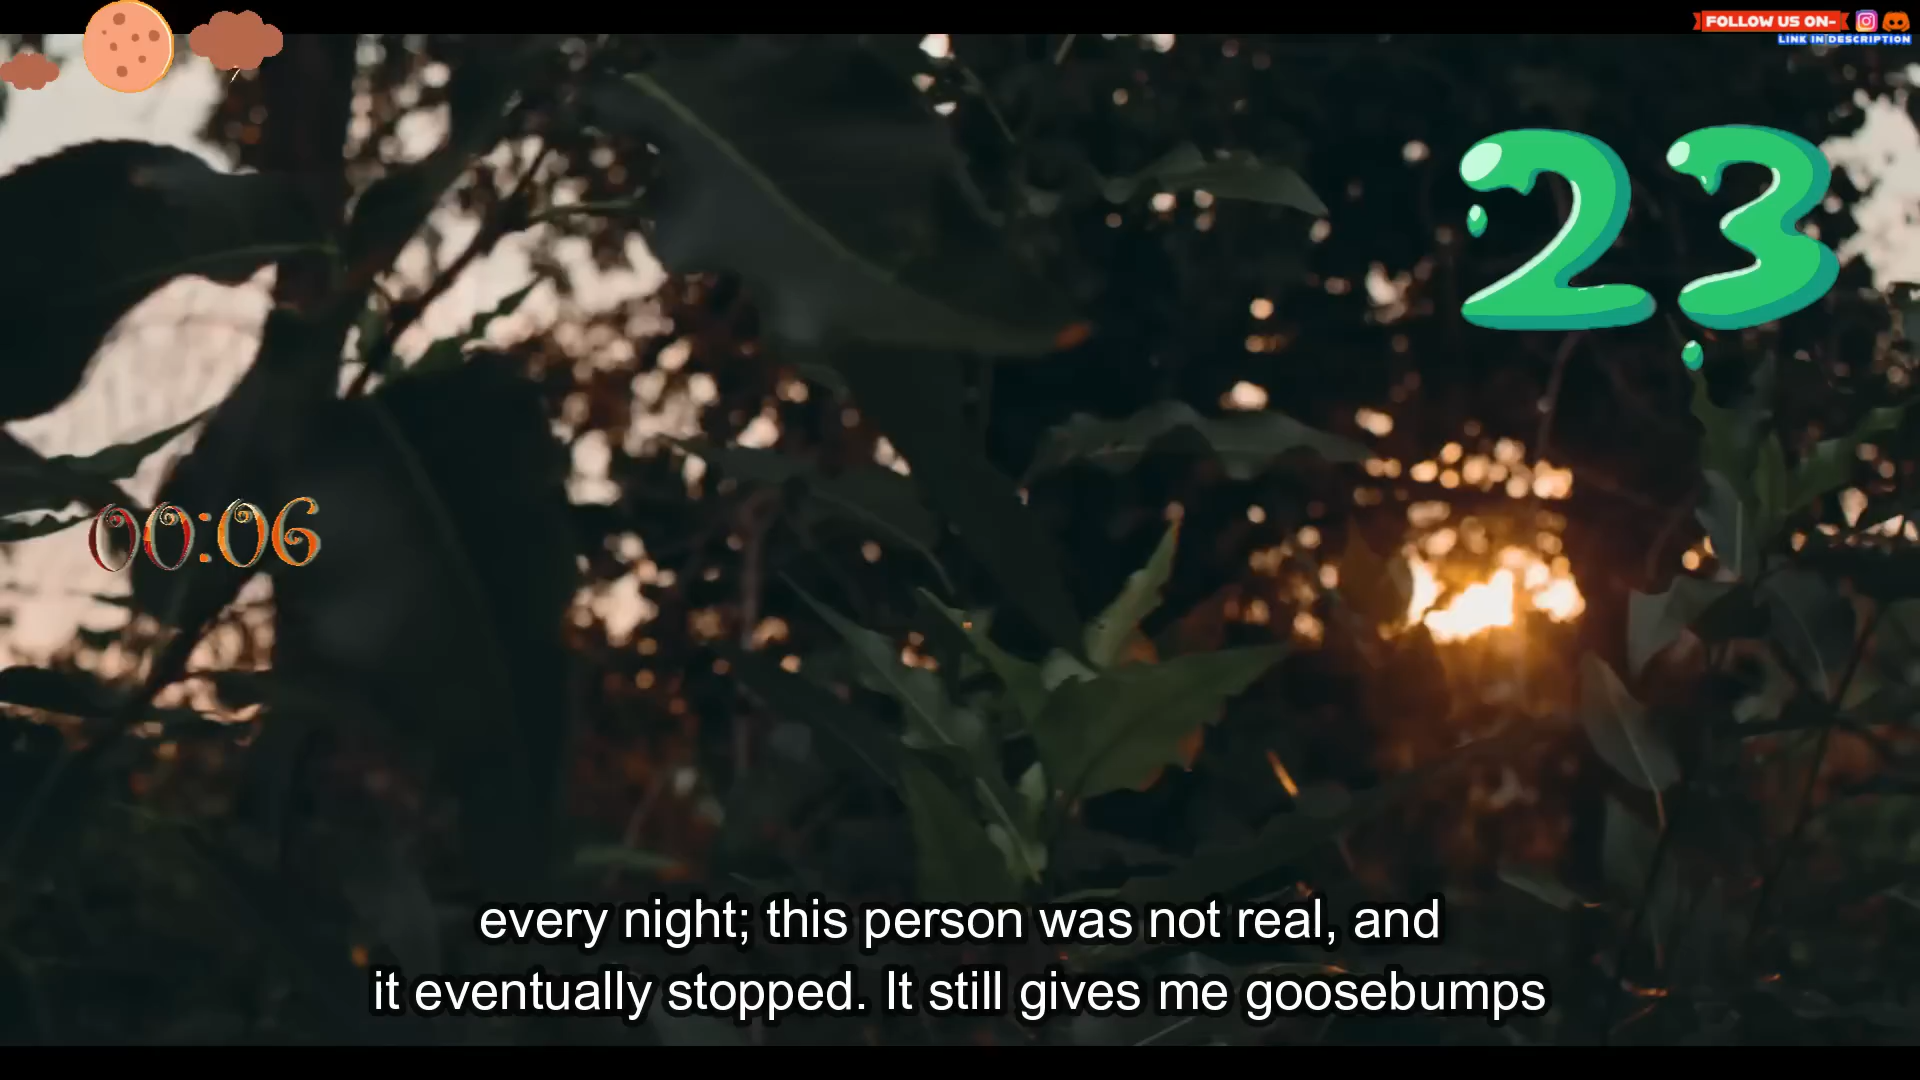 FOLLOW US ON-
LINK IN DESCRIPTION
23
00:06
every night; this person was not real, and
it eventually stopped. It still gives me goosebumps